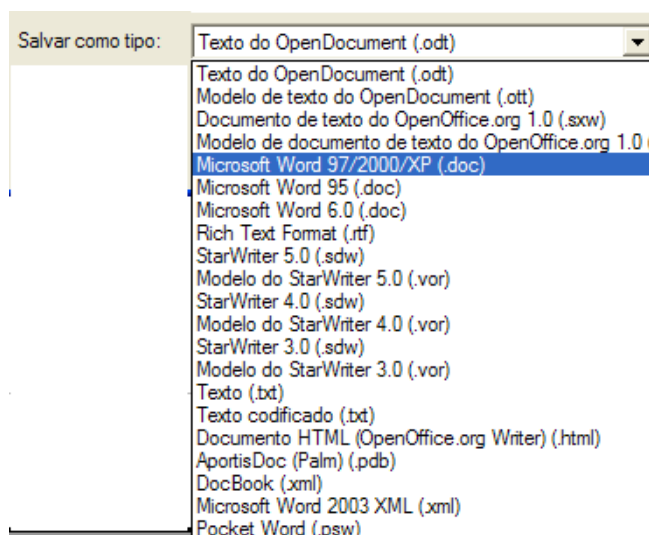 Salvar como tipo: Texto do OpenDocument (.odt)
Texto do OpenDocument (.odt)
Modelo de texto do OpenDocument (.ott)
Documento de texto do OpenOffice.org 1.0 (.sxw)
Modelo de documento de texto do OpenOffice.org 1.0 (
Microsoft Word 97/2000/XP (.doc)
Microsoft Word 95 (.doc)
Microsoft Word 6.0 (.doc)
Rich Text Format (.rtf)
StarWriter 5.0 (.sdw)
Modelo do StarWriter 5.0 (.vor)
StarWriter 4.0 (.sdw)
Modelo do StarWriter 4.0 (.vor)
StarWriter 3.0 (.sdw)
Modelo do StarWriter 3.0 (.vor)
Texto (.txt)
Texto codificado (.txt)
Documento HTML (OpenOffice.org Writer) (.html)
AportisDoc (Palm) (.pdb)
DocBook (.xml)
Microsoft Word 2003 XML (.xml)
Pocket Word (.psw)